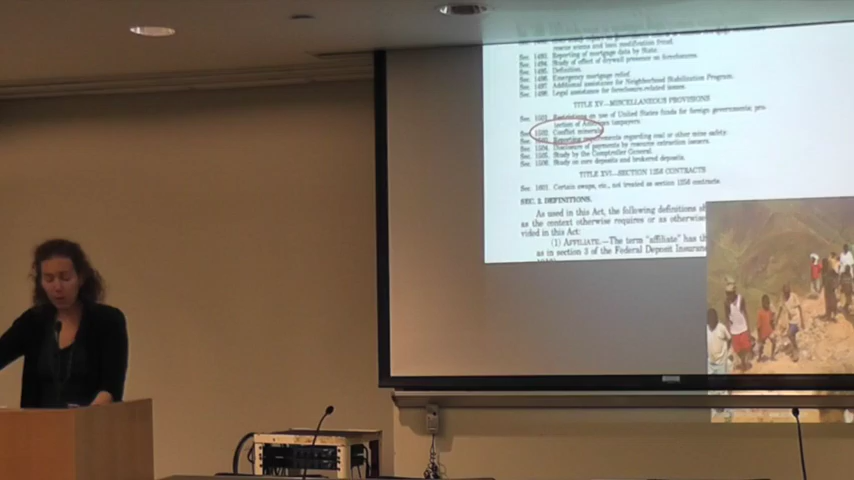 rescue scams and loan modification fraud.
Sec. 1493. Reporting of mortgage data by State.
Sec. 1494. Study of effect of drywall presence on foreclosures.
Sec. 1495. Definition.
Sec. 1496. Emergency mortgage relief.
Sec. 1497. Additional assistance for Neighborhood Stabilization Program.
Sec. 1498. Legal assistance for foreclosure-related issues.
TITLE XV—MISCELLANEOUS PROVISIONS
Sec. 1501. Restrictions on use of United States funds for foreign governments; pro-
tection of American taxpayers.
Sec. 1502. Conflict minerals.
Sec. 1503. Reporting requirements regarding coal or other mine safety.
Sec. 1504. Disclosure of payments by resource extraction issuers.
Sec. 1505. Study by the Comptroller General.
Sec. 1506. Study on core deposits and brokered deposits.
TITLE XVI—SECTION 1256 CONTRACTS
Sec. 1601. Certain swaps, etc., not treated as section 1256 contracts.
SEC. 2. DEFINITIONS.
As used in this Act, the following definitions
as the context otherwise requires or as otherwise
vided in this Act:
(1) AFFILIATE.—The term "affiliate" has
as in section 3 of the Federal Deposit